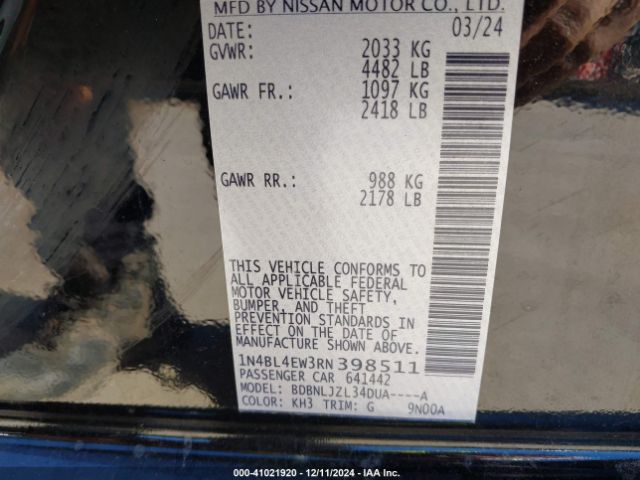 MFD BY NISSAN MOTOR CO., LTD.
DATE: 03/24
GVWR: 2033 KG
4482 LB
GAWR FR.: 1097 KG
2418 LB
GAWR RR.: 988 KG
2178 LB
THIS VEHICLE CONFORMS TO
ALL APPLICABLE FEDERAL
MOTOR VEHICLE SAFETY,
BUMPER, AND THEFT
PREVENTION STANDARDS IN
EFFECT ON THE DATE OF
MANUFACTURE SHOWN ABOVE.
1N4BL4EW3RN398511
PASSENGER CAR 641442
MODEL: BDBNLJZL34DUA----A
COLOR: KH3 TRIM: G 9N00A
000-41021920 - 12/11/2024 - IAA Inc.